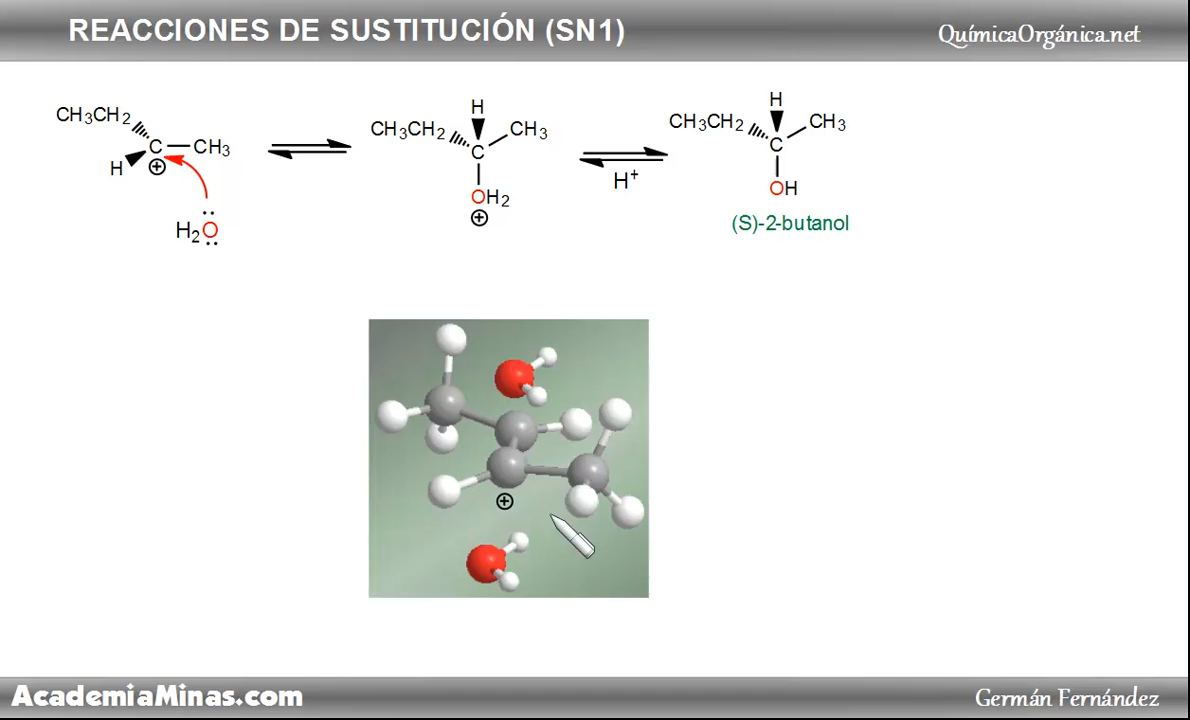 REACCIONES DE SUSTITUCIÓN (SN1)
QuímicaOrgánica.net
CH3CH2
C
CH3
H
⊕
H2O
H
CH3CH2
CH3
C
OH2
⊕
H+
H
CH3CH2
CH3
C
OH
(S)-2-butanol
⊕
AcademiaMinas.com
Germán Fernández